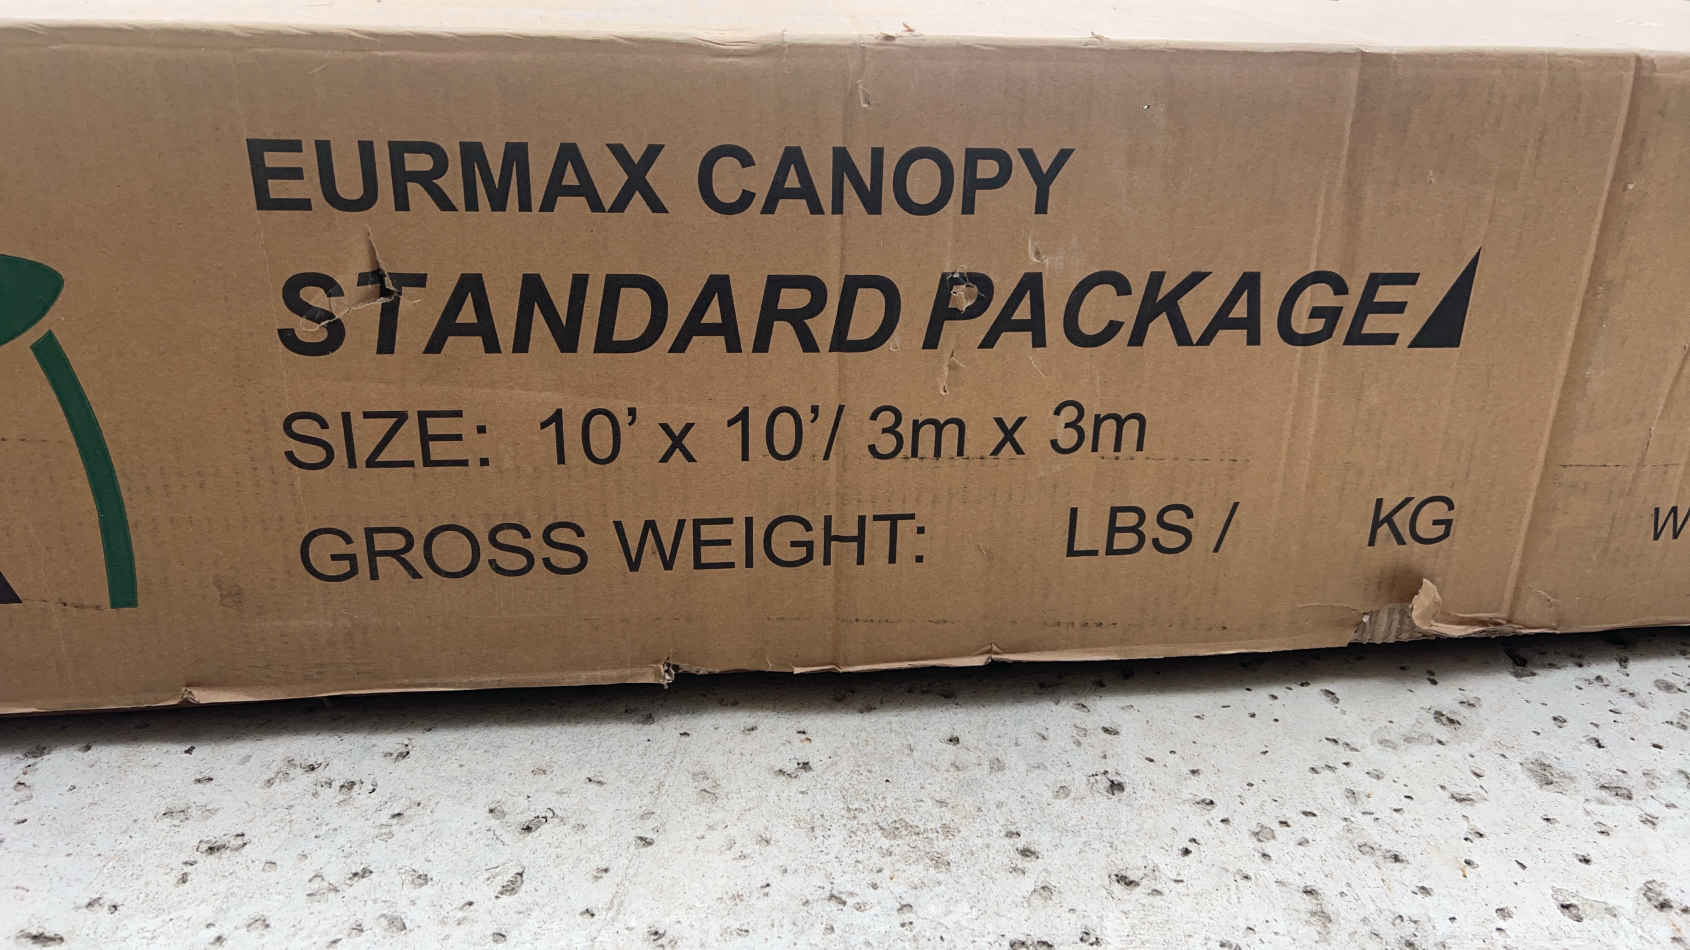 EURMAX CANOPY
STANDARD PACKAGE
SIZE: 10’ x 10’/ 3m x 3m
GROSS WEIGHT: LBS / KG